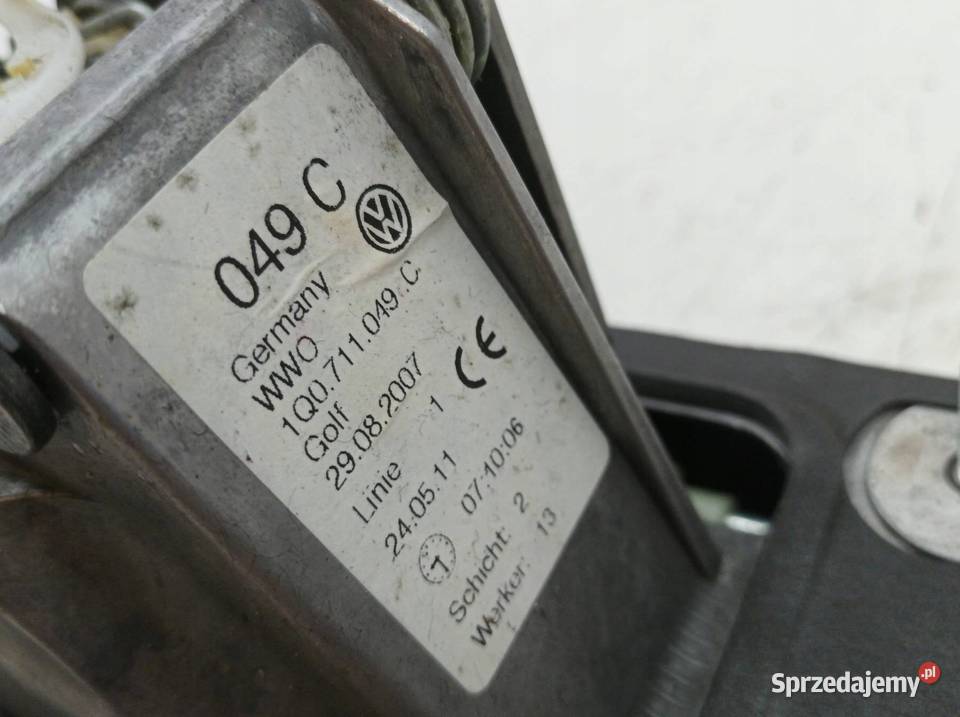 049 C
Germany
WWO
1Q0.711.049 C
Golf
29.08.2007
Linie 1
24.05.11 07:10:06
Schicht: 2
Werker: 13
Sprzedajemy.pl